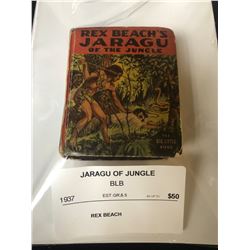 REX BEACH'S
JARAGU
OF THE JUNGLE
THE
BIG LITTLE
BOOK
JARAGU OF JUNGLE
BLB
1937
EST GR:6.5
$50
REX BEACH